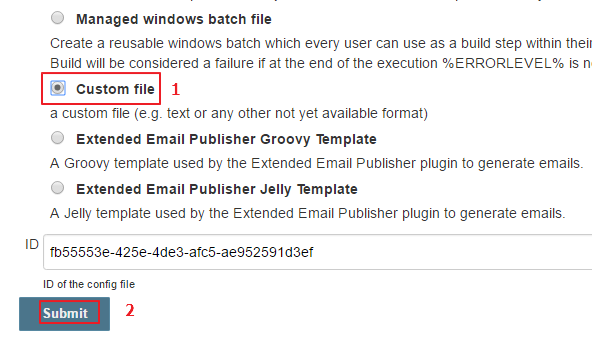 Managed windows batch file
Create a reusable windows batch which every user can use as a build step within their
Build will be considered a failure if at the end of the execution %ERRORLEVEL% is n
Custom file 1
a custom file (e.g. text or any other not yet available format)
Extended Email Publisher Groovy Template
A Groovy template used by the Extended Email Publisher plugin to generate emails.
Extended Email Publisher Jelly Template
A Jelly template used by the Extended Email Publisher plugin to generate emails.
ID fb55553e-425e-4de3-afc5-ae952591d3ef
ID of the config file
Submit 2